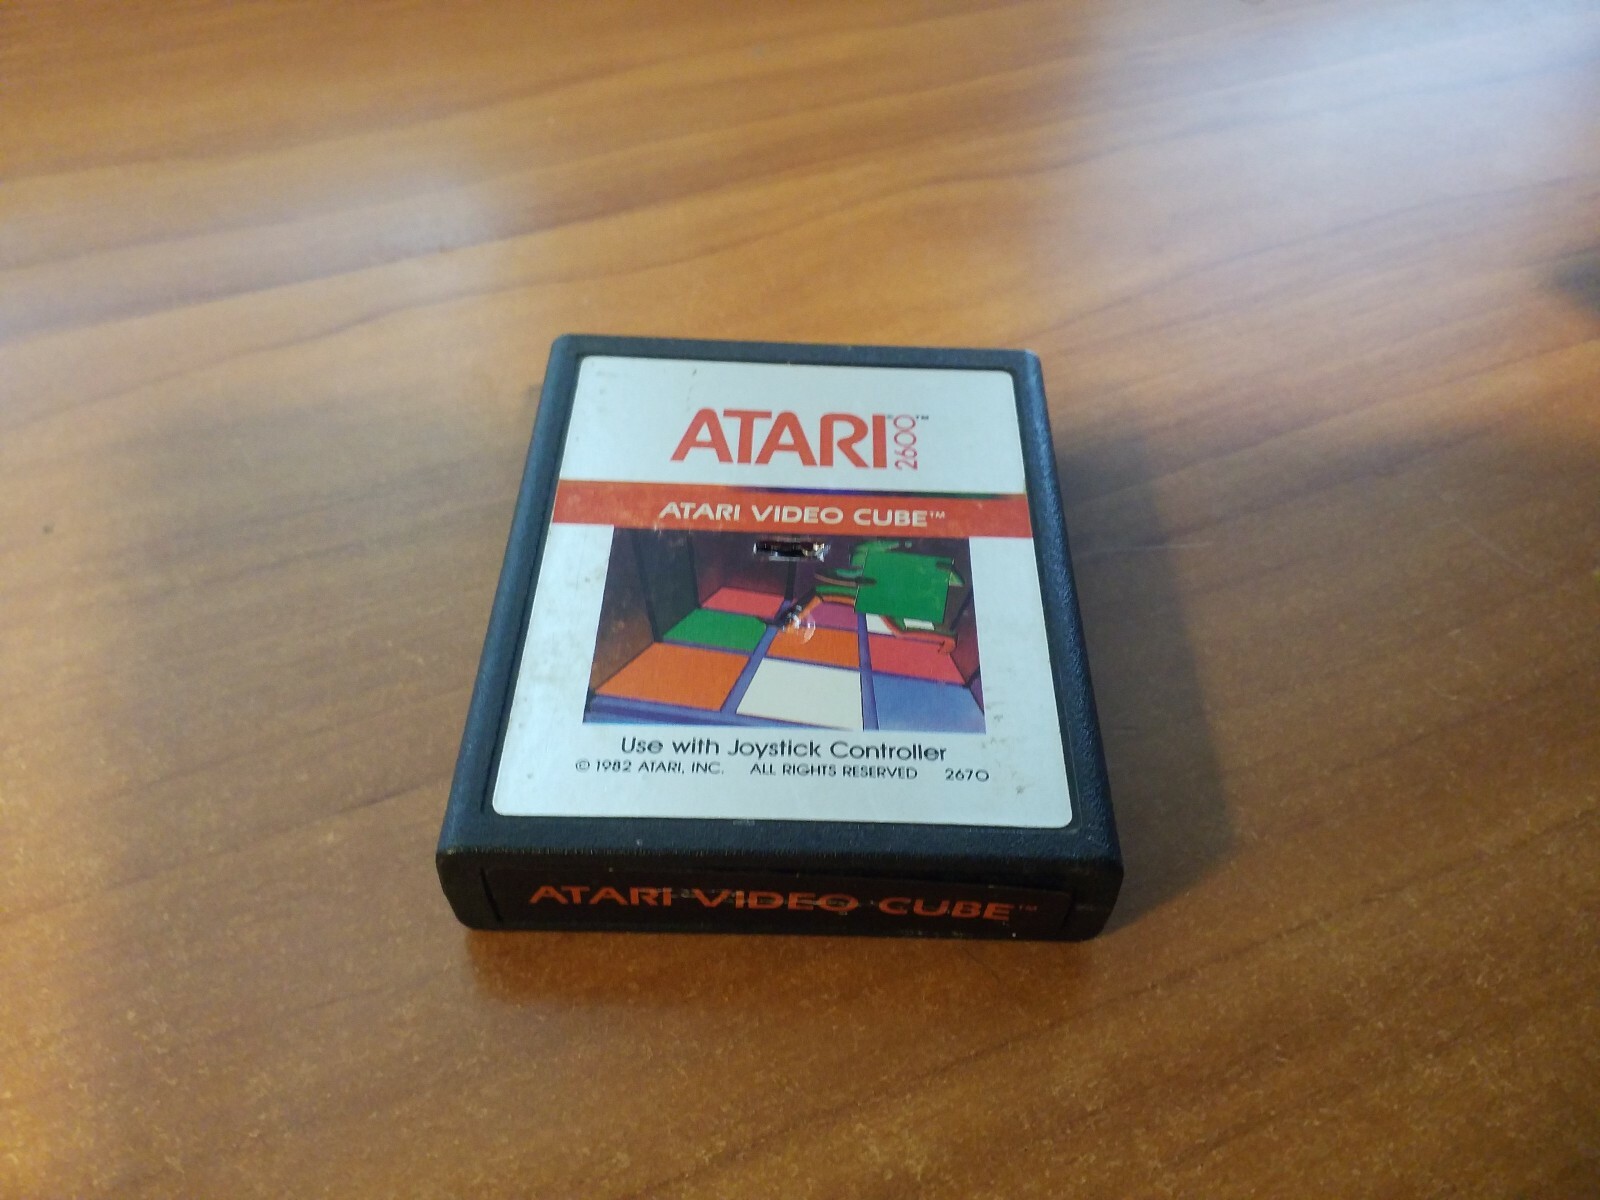 ATARI 2600™
ATARI VIDEO CUBE™
Use with Joystick Controller
© 1982 ATARI, INC. ALL RIGHTS RESERVED 2670
ATARI VIDEO CUBE™